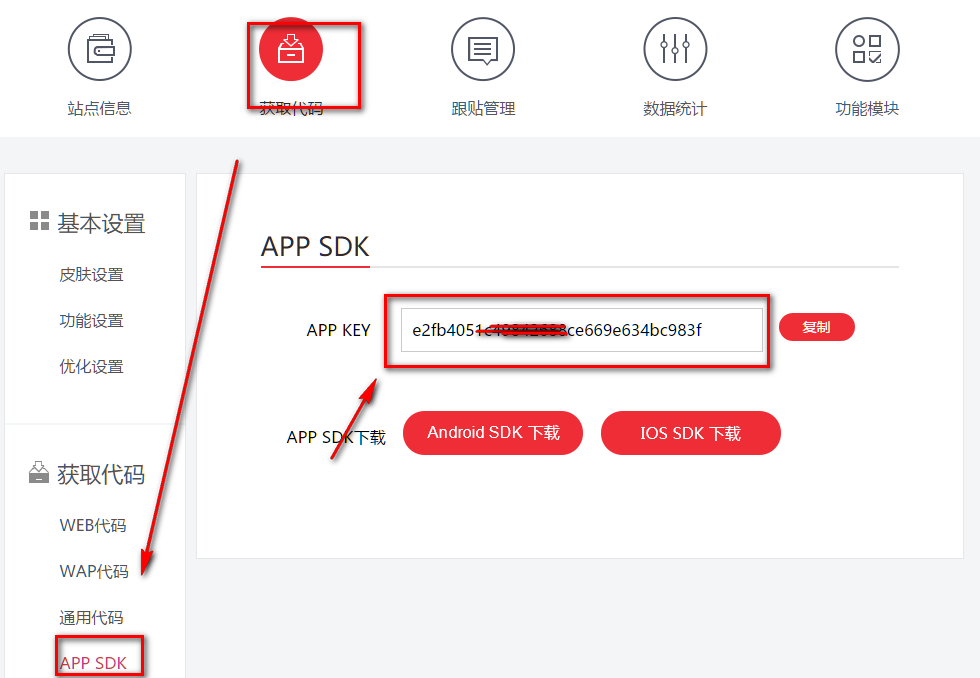 站点信息
获取代码
跟贴管理
数据统计
功能模块
基本设置
皮肤设置
功能设置
优化设置
获取代码
WEB代码
WAP代码
通用代码
APP SDK
APP SDK
APP KEY
e2fb4051 ce669e634bc983f
复制
APP SDK下载
Android SDK 下载
IOS SDK 下载